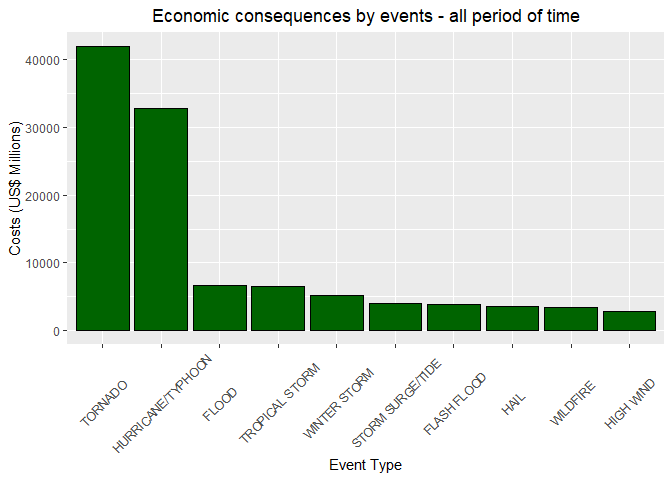 Economic consequences by events - all period of time
Costs (US$ Millions)
40000
30000
20000
10000
0
TORNADO
HURRICANE/TYPHOON
FLOOD
TROPICAL STORM
WINTER STORM
STORM SURGE/TIDE
FLASH FLOOD
HAIL
WILDFIRE
HIGH WIND
Event Type